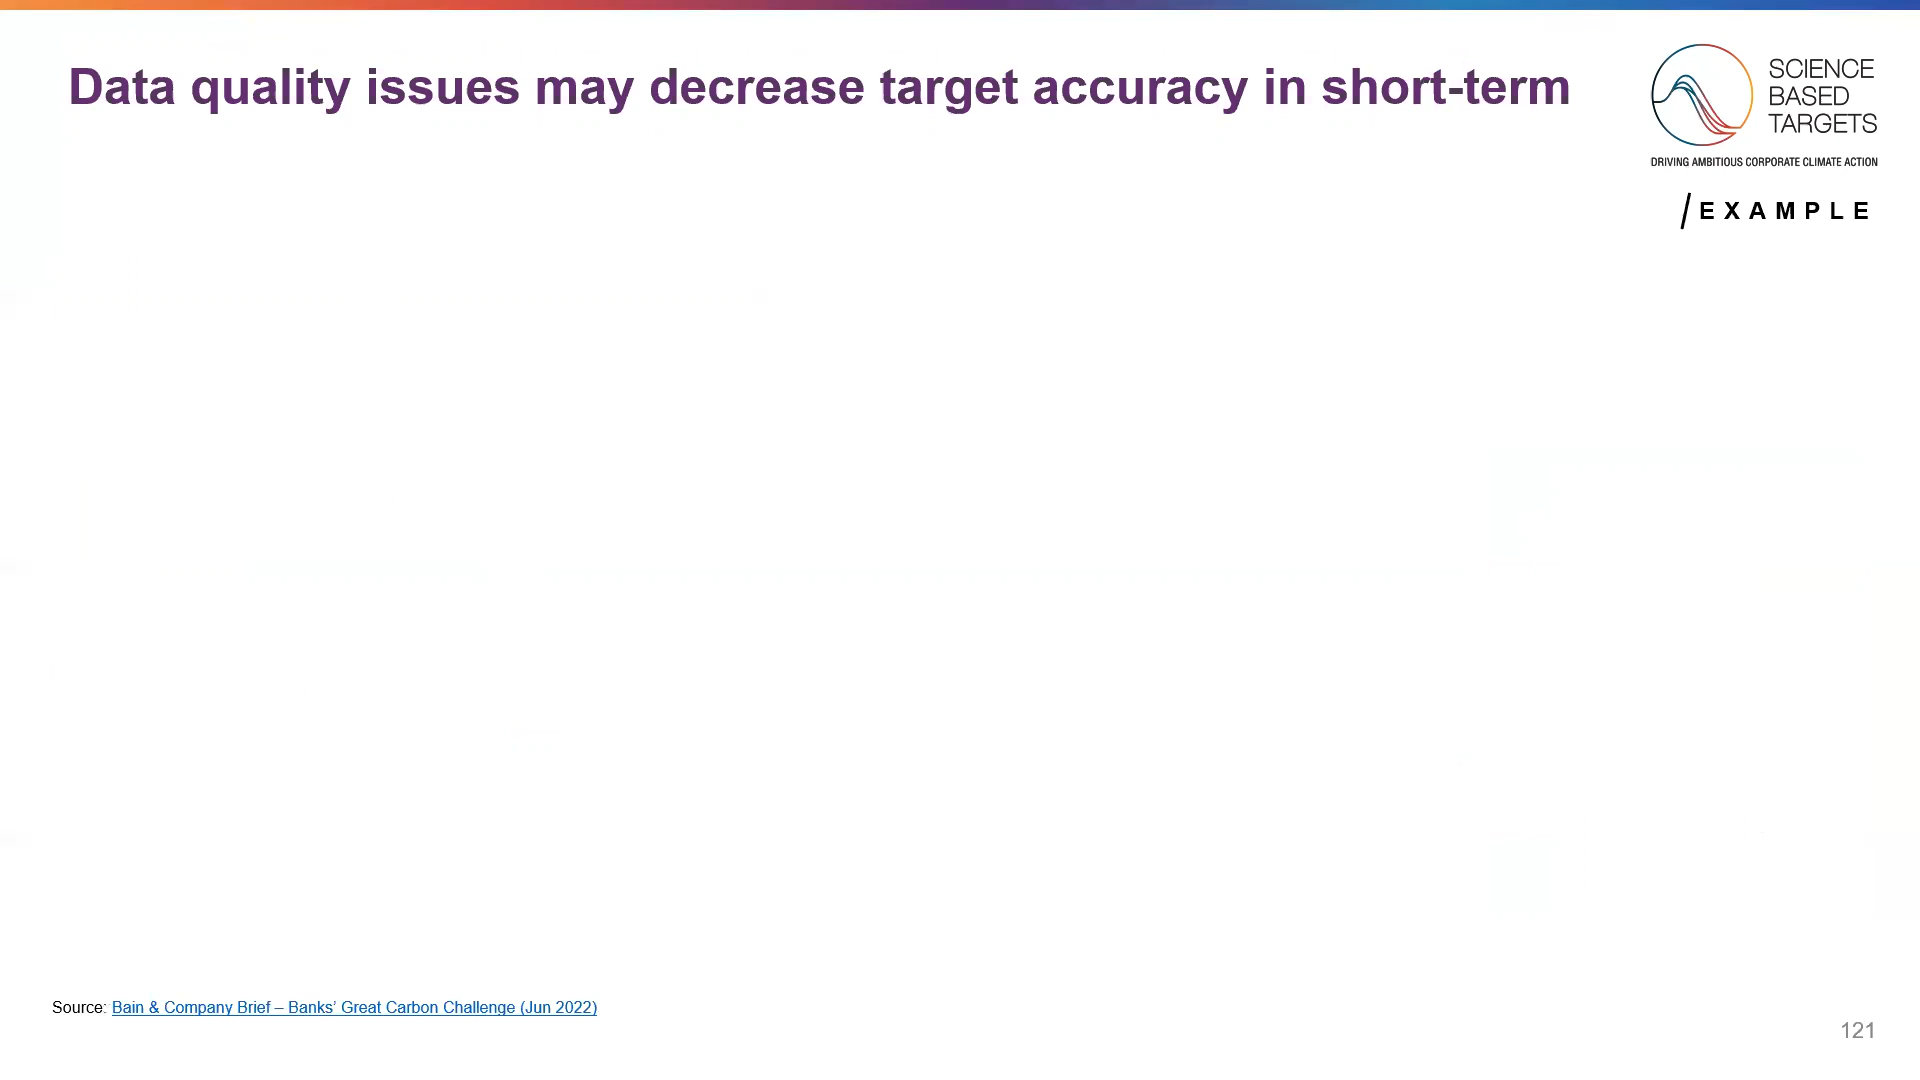 Data quality issues may decrease target accuracy in short-term
SCIENCE
BASED
TARGETS
DRIVING AMBITIOUS CORPORATE CLIMATE ACTION
/EXAMPLE
Source: Bain & Company Brief – Banks’ Great Carbon Challenge (Jun 2022)
121